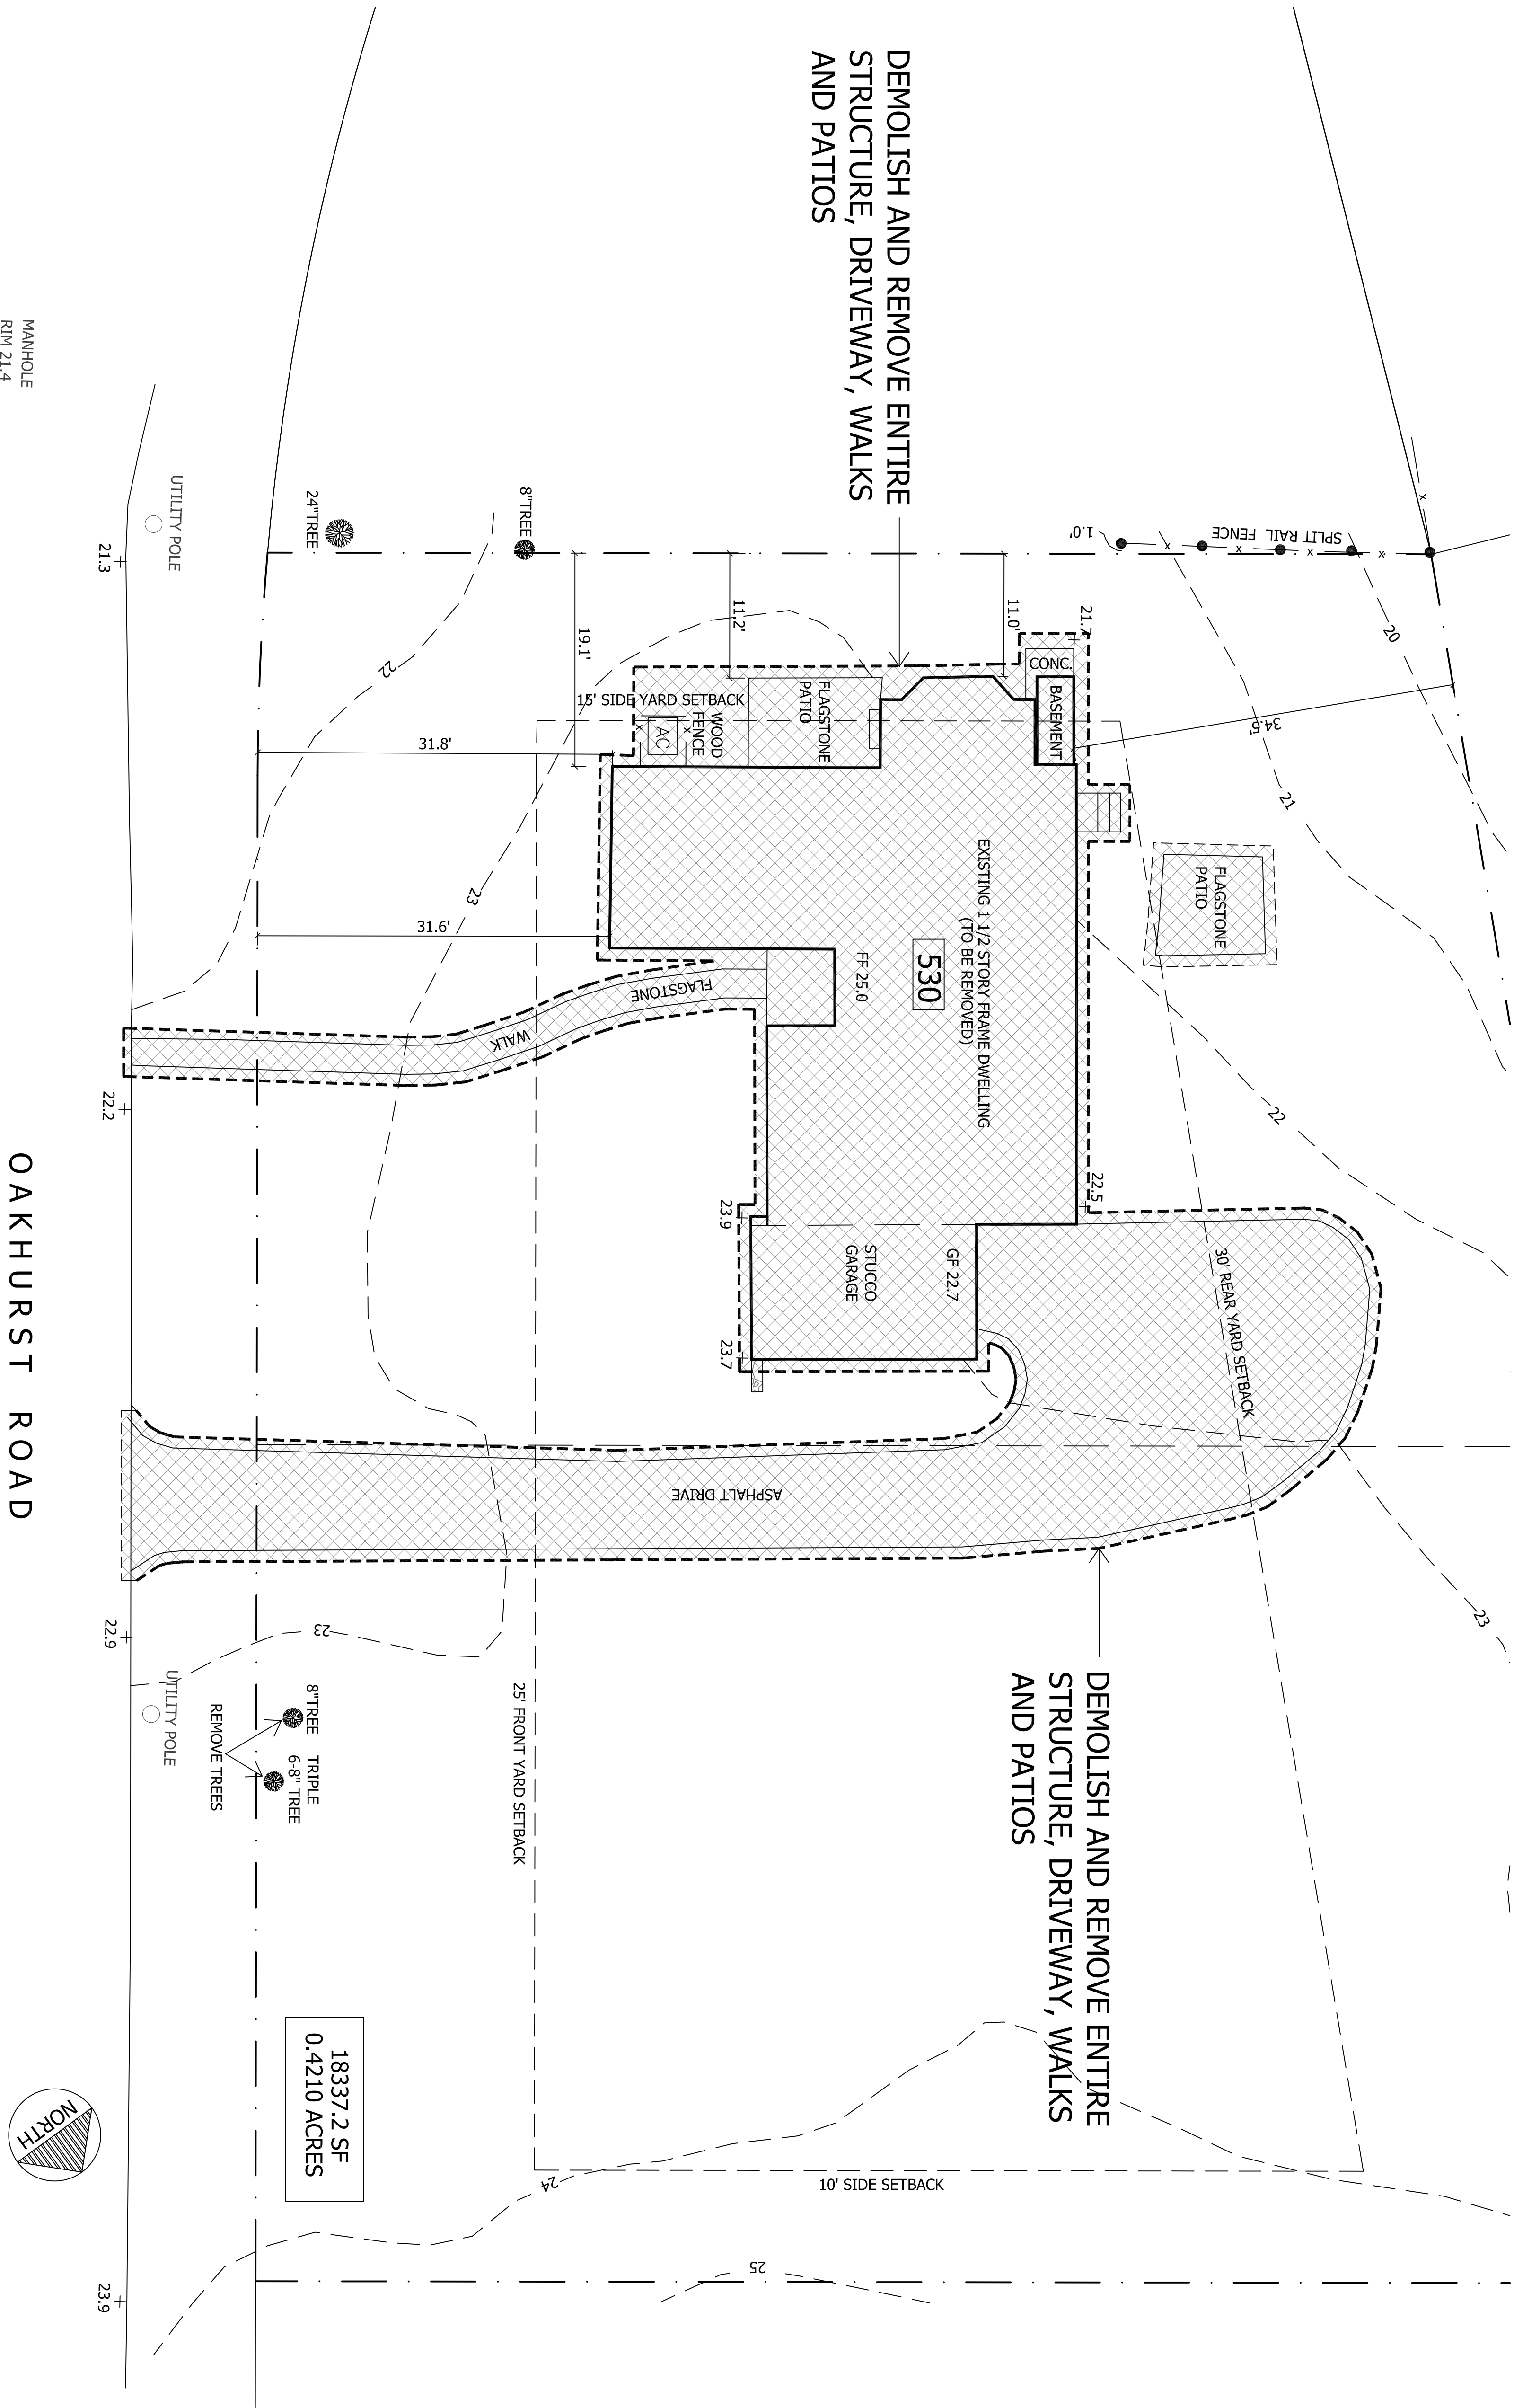 DEMOLISH AND REMOVE ENTIRE
STRUCTURE, DRIVEWAY, WALKS
AND PATIOS
SPLIT RAIL FENCE
1.0'
20
21
34.5'
21.7
11.0'
CONC.
BASEMENT
11.2'
FLAGSTONE
PATIO
15' SIDE YARD SETBACK
WOOD
FENCE
AC
19.1'
8"TREE
24"TREE
UTILITY POLE
21.3
MANHOLE
RIM 21.4
22
31.8'
31.6'
23
FLAGSTONE
PATIO
EXISTING 1 1/2 STORY FRAME DWELLING
(TO BE REMOVED)
530
FF 25.0
FLAGSTONE
WALK
22
22.5
22.2
23.9
23.7
GF 22.7
STUCCO
GARAGE
30' REAR YARD SETBACK
ASPHALT DRIVE
23
DEMOLISH AND REMOVE ENTIRE
STRUCTURE, DRIVEWAY, WALKS
AND PATIOS
23
22.9
UTILITY POLE
8"TREE
TRIPLE
6-8" TREE
REMOVE TREES
25' FRONT YARD SETBACK
OAKHURST ROAD
18337.2 SF
0.4210 ACRES
24
10' SIDE SETBACK
25
23.9
NORTH